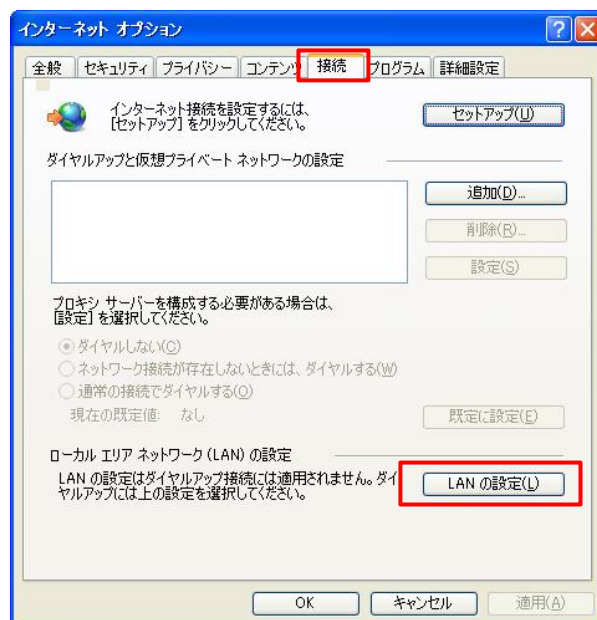 インターネット オプション
全般 セキュリティ プライバシー コンテンツ 接続 プログラム 詳細設定
インターネット接続を設定するには、
[セットアップ] をクリックしてください。
セットアップ(U)
ダイヤルアップと仮想プライベート ネットワークの設定
追加(D)...
削除(R)...
設定(S)
プロキシ サーバーを構成する必要がある場合は、
[設定] を選択してください。
ダイヤルしない(C)
ネットワーク接続が存在しないときには、ダイヤルする(W)
通常の接続でダイヤルする(O)
現在の既定値: なし
既定に設定(E)
ローカル エリア ネットワーク (LAN) の設定
LAN の設定はダイヤルアップ接続には適用されません。ダイ
ヤルアップには上の設定を選択してください。
LAN の設定(L)
OK キャンセル 適用(A)